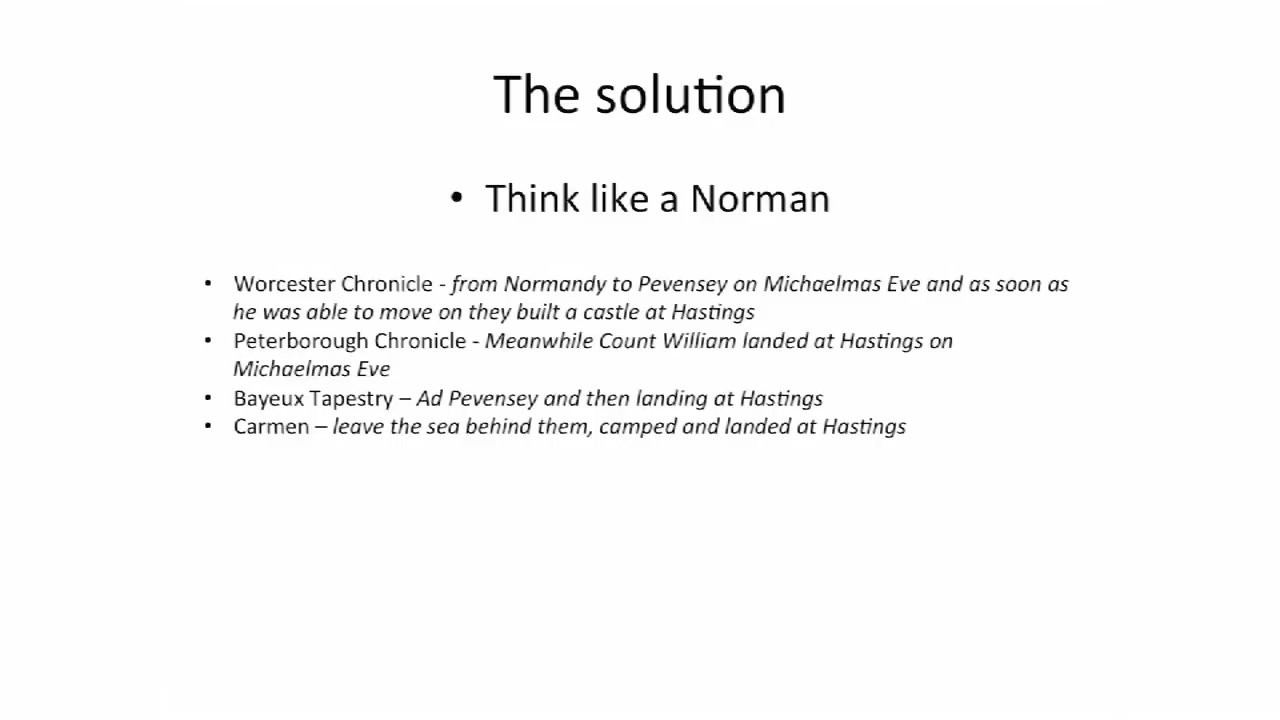 The solution
• Think like a Norman
• Worcester Chronicle - from Normandy to Pevensey on Michaelmas Eve and as soon as
he was able to move on they built a castle at Hastings
• Peterborough Chronicle - Meanwhile Count William landed at Hastings on
Michaelmas Eve
• Bayeux Tapestry – Ad Pevensey and then landing at Hastings
• Carmen – leave the sea behind them, camped and landed at Hastings